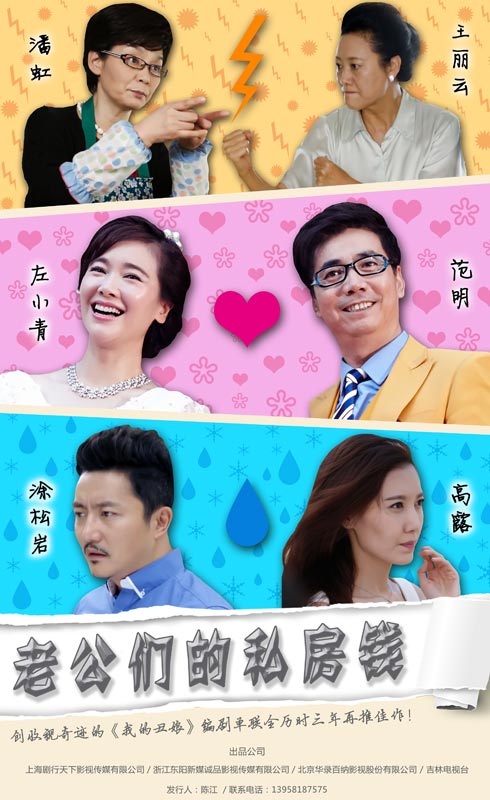 潘虹
王丽云
左小青
范明
涂松岩
高露
老公们的私房钱
创收视奇迹的《我的丑娘》编剧单联全历时三年再推佳作！
出品公司
上海剧行天下影视传媒有限公司 / 浙江东阳新媒诚品影视传媒有限公司 / 北京华录百纳影视股份有限公司 / 吉林电视台
发行人：陈江 / 联系电话：13958187575